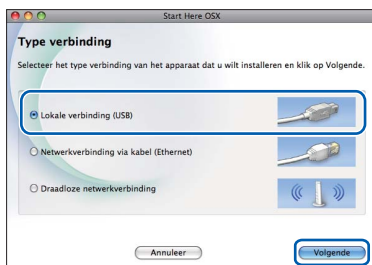 Start Here OSX
Type verbinding
Selecteer het type verbinding van het apparaat dat u wilt installeren en klik op Volgende.
Lokale verbinding (USB)
Netwerkverbinding via kabel (Ethernet)
Draadloze netwerkverbinding
Annuleer
Volgende